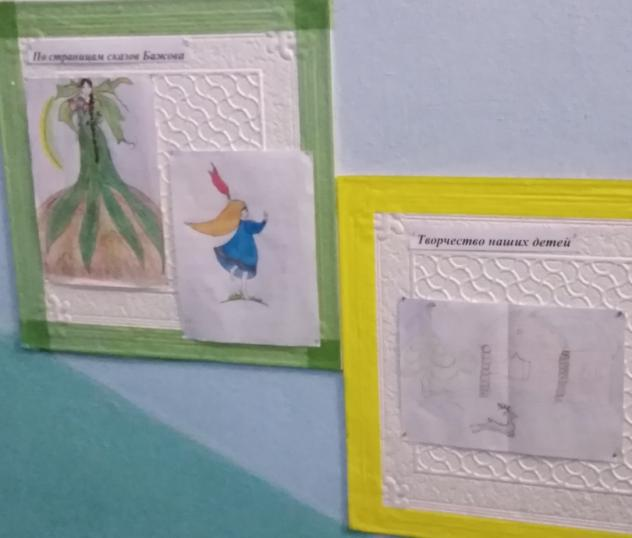 По страницам сказов Бажова
Творчество наших детей